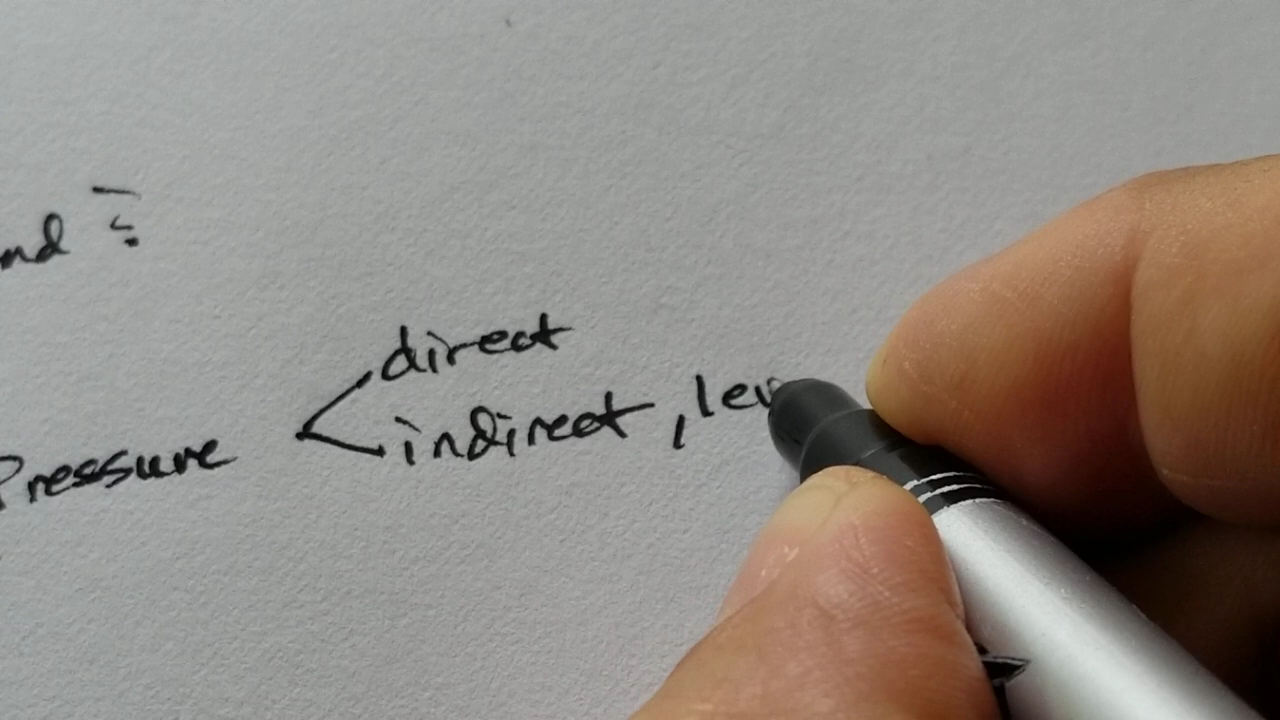 nd
direct
Pressure < indirect, lev